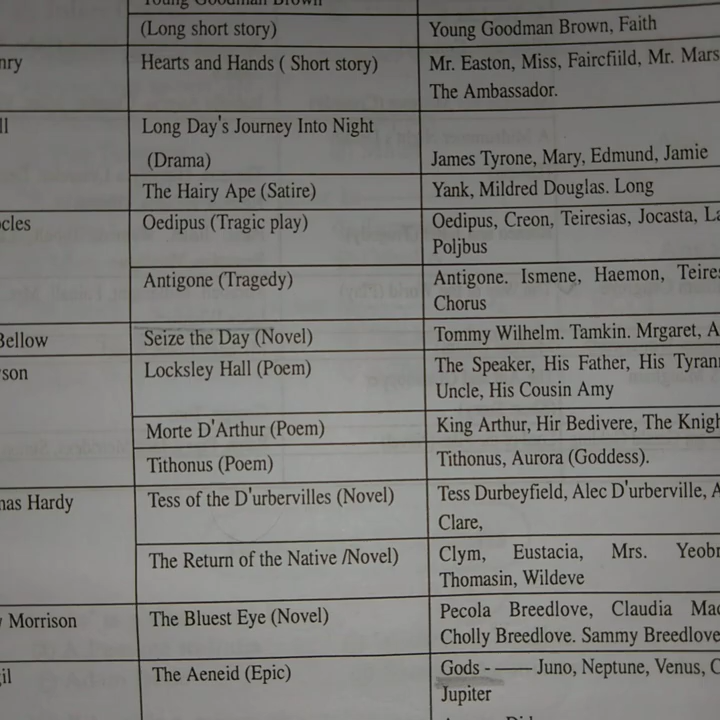 Young Goodman Brown
(Long short story)
Young Goodman Brown, Faith
nry
Hearts and Hands ( Short story)
Mr. Easton, Miss, Faircfiild, Mr. Mars
The Ambassador.
ll
Long Day's Journey Into Night
(Drama)
James Tyrone, Mary, Edmund, Jamie
The Hairy Ape (Satire)
Yank, Mildred Douglas. Long
cles
Oedipus (Tragic play)
Oedipus, Creon, Teiresias, Jocasta, La
Poljbus
Antigone (Tragedy)
Antigone. Ismene, Haemon, Teires
Chorus
Bellow
Seize the Day (Novel)
Tommy Wilhelm. Tamkin. Mrgaret, A
son
Locksley Hall (Poem)
The Speaker, His Father, His Tyrann
Uncle, His Cousin Amy
Morte D'Arthur (Poem)
King Arthur, Hir Bedivere, The Knigh
Tithonus (Poem)
Tithonus, Aurora (Goddess).
nas Hardy
Tess of the D'urbervilles (Novel)
Tess Durbeyfield, Alec D'urberville, A
Clare,
The Return of the Native /Novel)
Clym, Eustacia, Mrs. Yeobr
Thomasin, Wildeve
Morrison
The Bluest Eye (Novel)
Pecola Breedlove, Claudia Mac
Cholly Breedlove. Sammy Breedlove
gil
The Aeneid (Epic)
Gods - —— Juno, Neptune, Venus, C
Jupiter